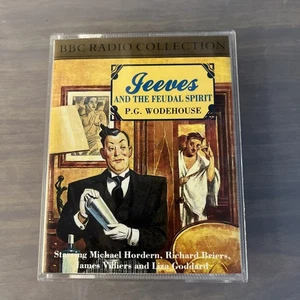 BBC RADIO COLLECTION
Jeeves
AND THE FEUDAL SPIRIT
P.G. WODEHOUSE
Starring Michael Hordern, Richard Briers,
James Villiers and Liza Goddard